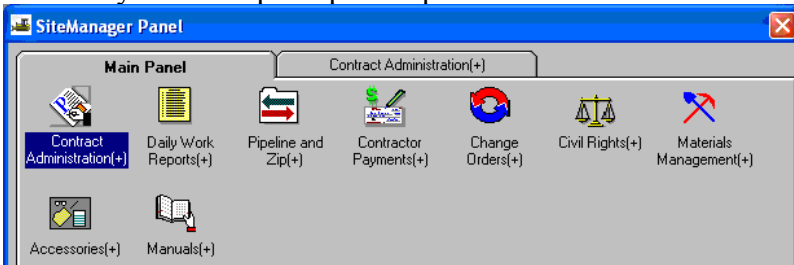 SiteManager Panel
Main Panel
Contract Administration(+)
Contract
Administration(+)
Daily Work
Reports(+)
Pipeline and
Zip(+)
Contractor
Payments(+)
Change
Orders(+)
Civil Rights(+)
Materials
Management(+)
Accessories(+)
Manuals(+)